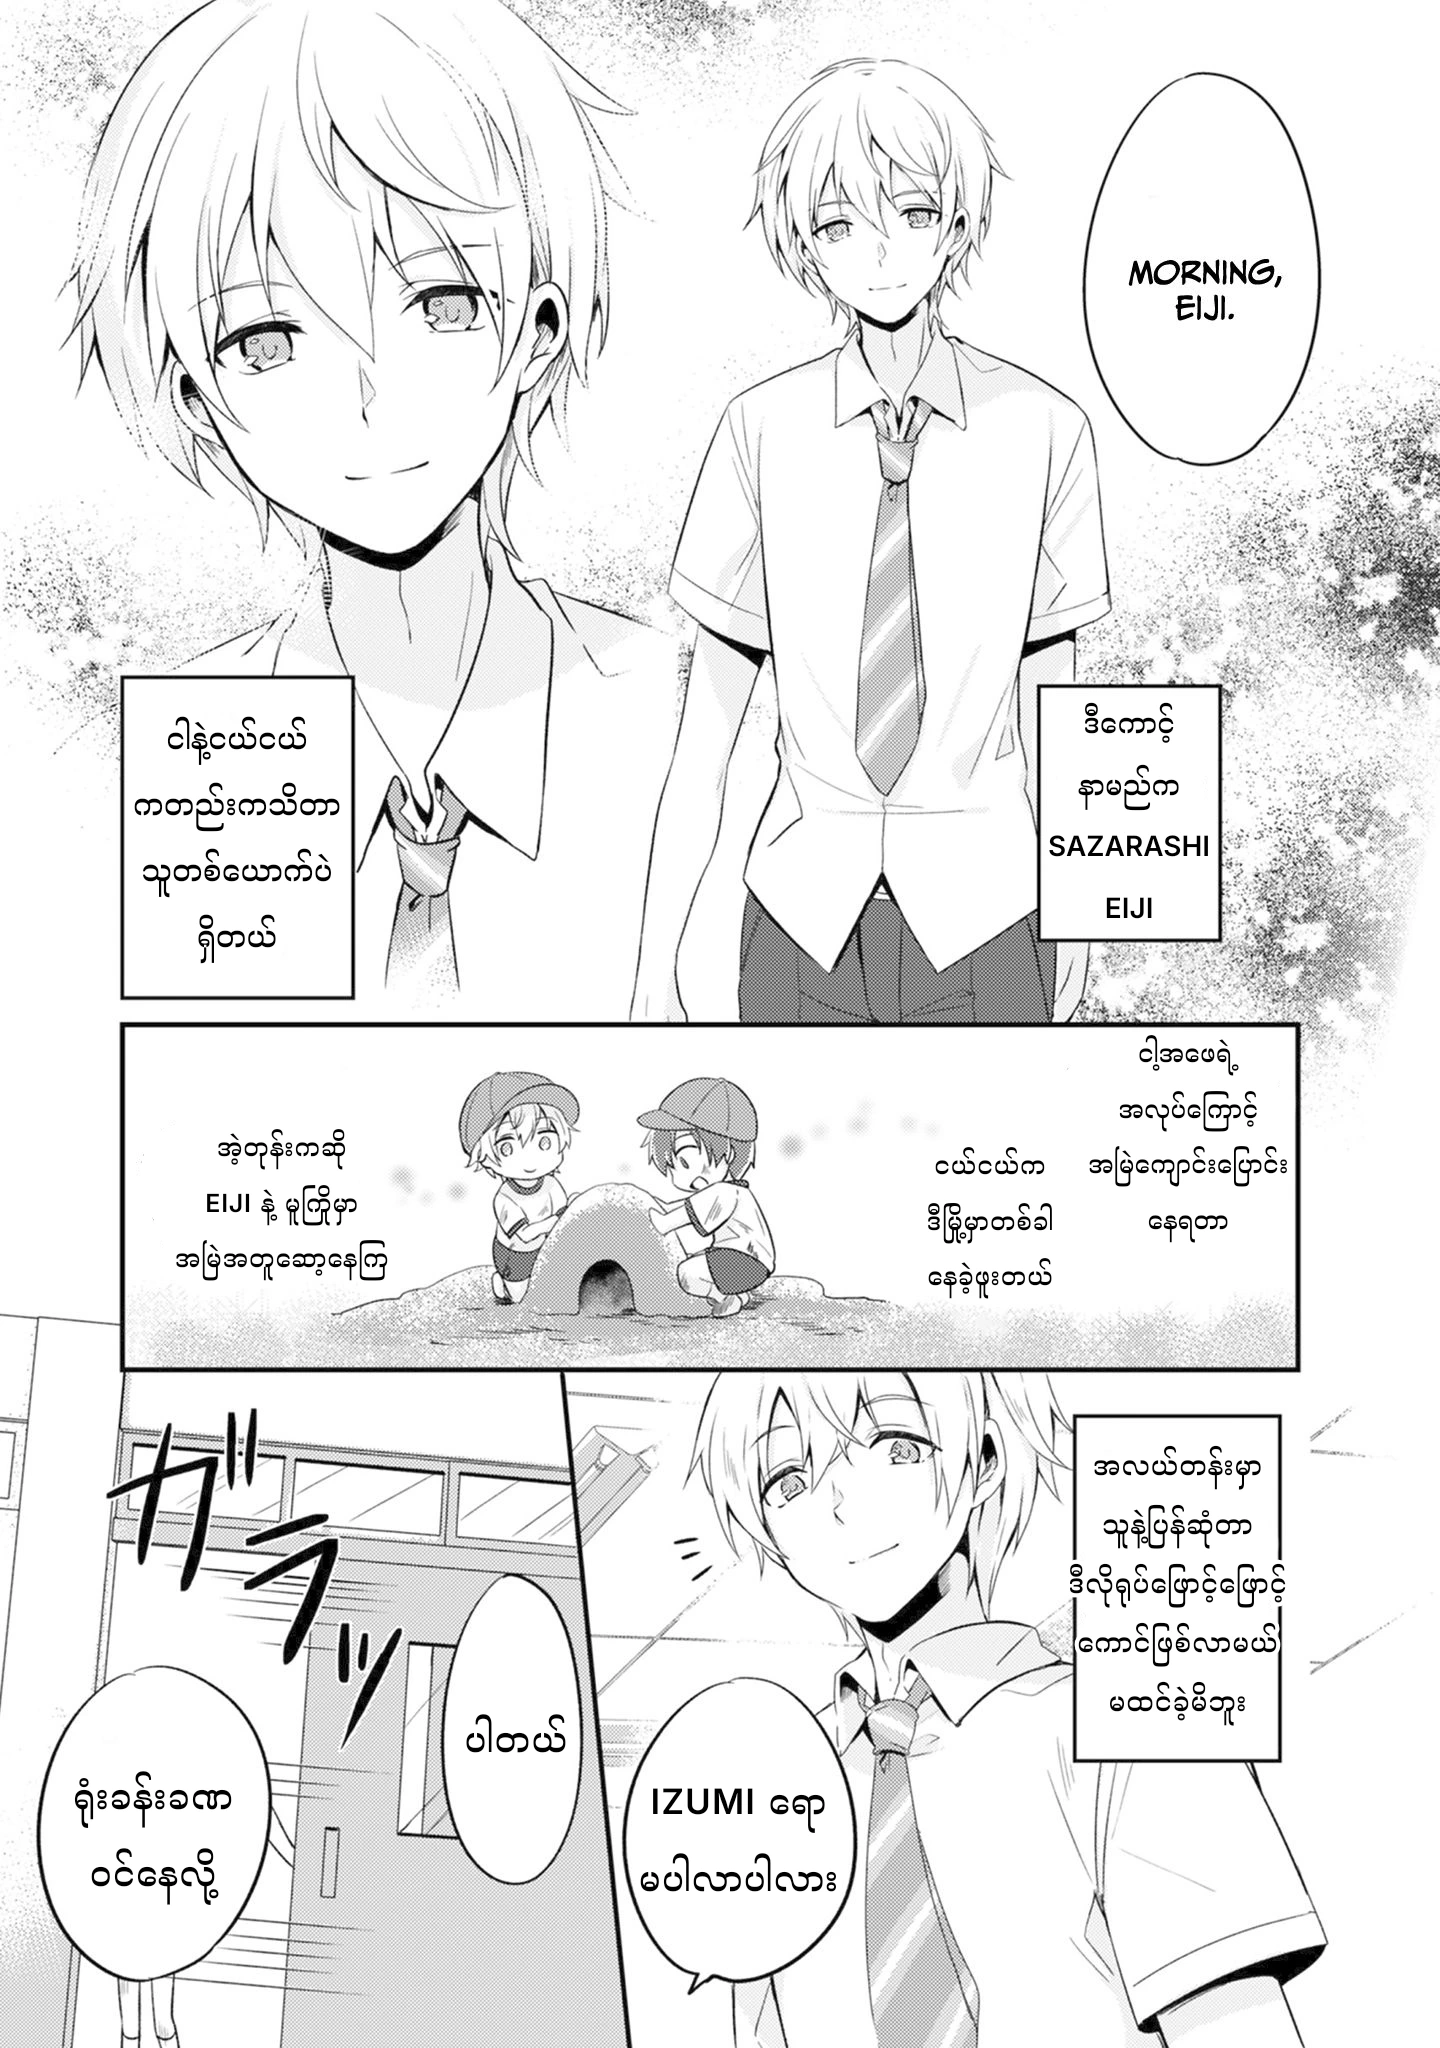 MORNING,
EIJI.
ဒီကောင့်
နာမည်က
SAZARASHI
EIJI
ငါနဲ့ငယ်ငယ်
ကတည်းကသိတာ
သူတစ်ယောက်ပဲ
ရှိတယ်
ငါ့အဖေရဲ့
အလုပ်ကြောင့်
အမြဲကျောင်းပြောင်း
နေရတာ
ငယ်ငယ်က
ဒီမြို့မှာတစ်ခါ
နေခဲ့ဖူးတယ်
အဲ့တုန်းကဆို
EIJI နဲ့ မူကြိုမှာ
အမြဲအတူဆော့နေကြ
အလယ်တန်းမှာ
သူနဲ့ပြန်ဆုံတာ
ဒီလိုရုပ်ဖြောင့်ဖြောင့်
ကောင်ဖြစ်လာမယ်
မထင်ခဲ့မိဘူး
IZUMI ရော
မပါလာပါလား
ပါတယ်
ရုံးခန်းခဏ
ဝင်နေလို့
ガラッ